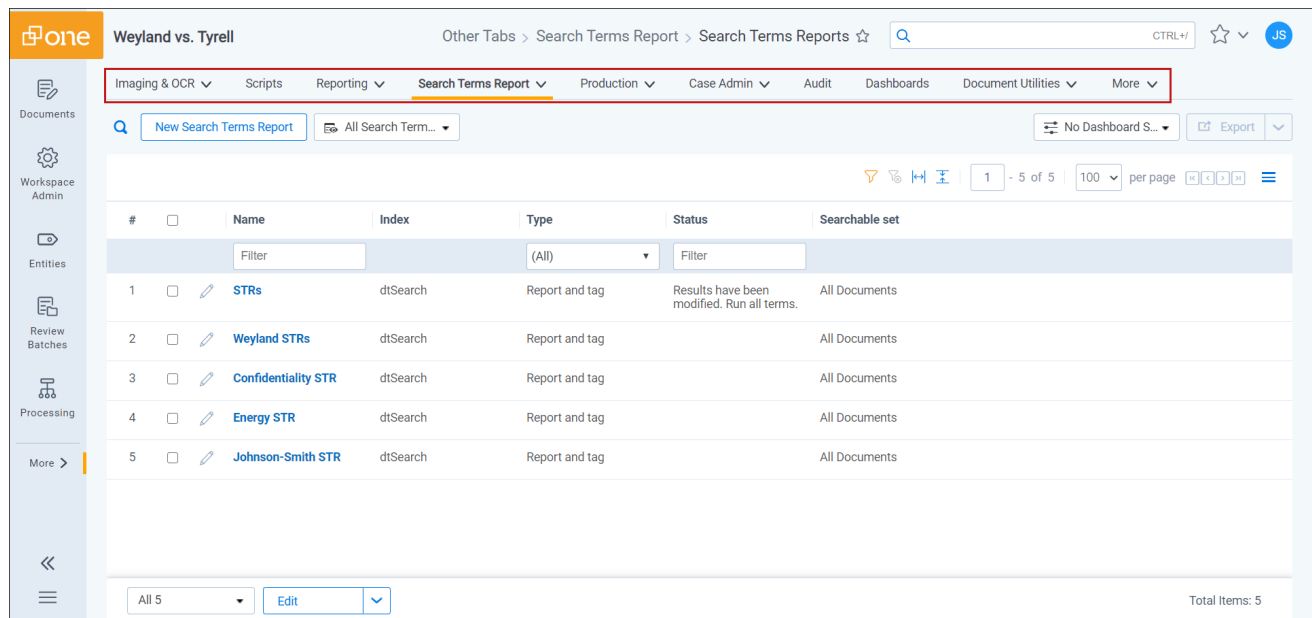 one
Weyland vs. Tyrell
Other Tabs > Search Terms Report > Search Terms Reports
CTRL+/
JS
Imaging & OCR
Scripts
Reporting
Search Terms Report
Production
Case Admin
Audit
Dashboards
Document Utilities
More
Documents
Workspace
Admin
Entities
Review
Batches
Processing
More >
New Search Terms Report
All Search Term...
No Dashboard S...
Export
1 - 5 of 5
100 per page
# Name Index Type Status Searchable set
Filter (All) Filter
1 STRs dtSearch Report and tag Results have been All Documents
modified. Run all terms.
2 Weyland STRs dtSearch Report and tag All Documents
3 Confidentiality STR dtSearch Report and tag All Documents
4 Energy STR dtSearch Report and tag All Documents
5 Johnson-Smith STR dtSearch Report and tag All Documents
All 5
Edit
Total Items: 5